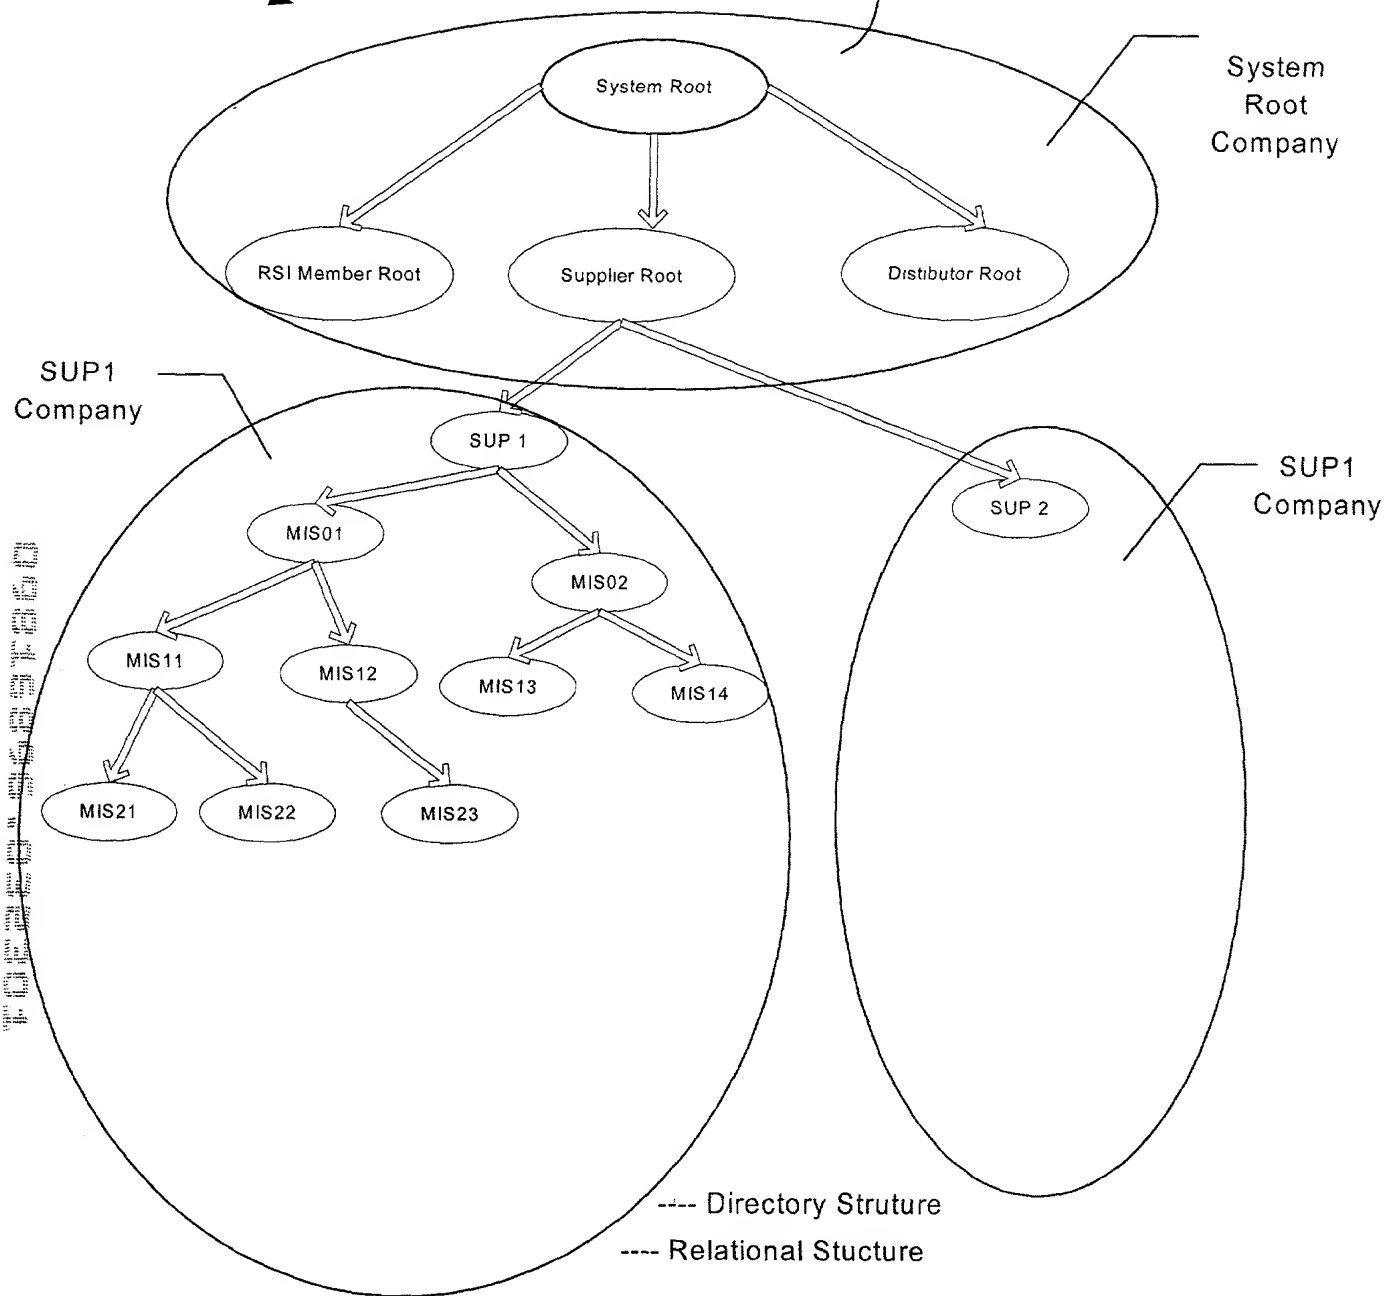 System Root
System
Root
Company
RSI Member Root
Supplier Root
Distibutor Root
SUP1
Company
SUP 1
SUP1
Company
SUP 2
MIS01
MIS02
MIS11
MIS12
MIS13
MIS14
MIS21
MIS22
MIS23
---- Directory Struture
---- Relational Stucture